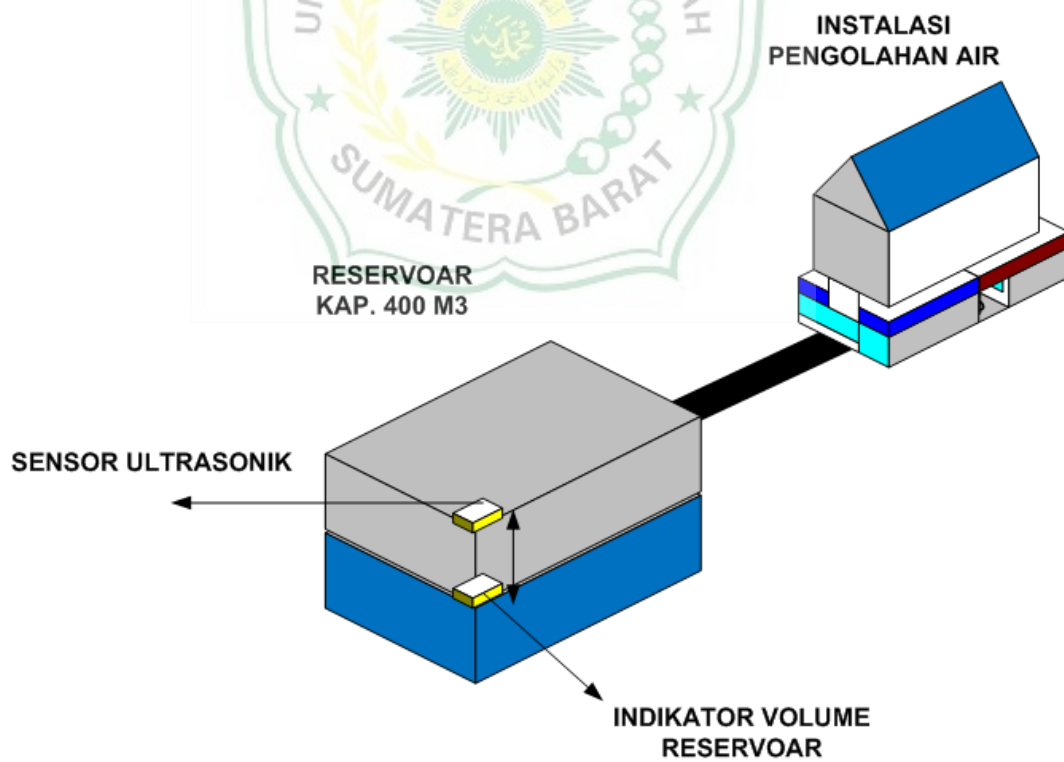 INSTALASI
PENGOLAHAN AIR
SUMATERA BARAT
RESERVOAR
KAP. 400 M3
SENSOR ULTRASONIK
INDIKATOR VOLUME
RESERVOAR